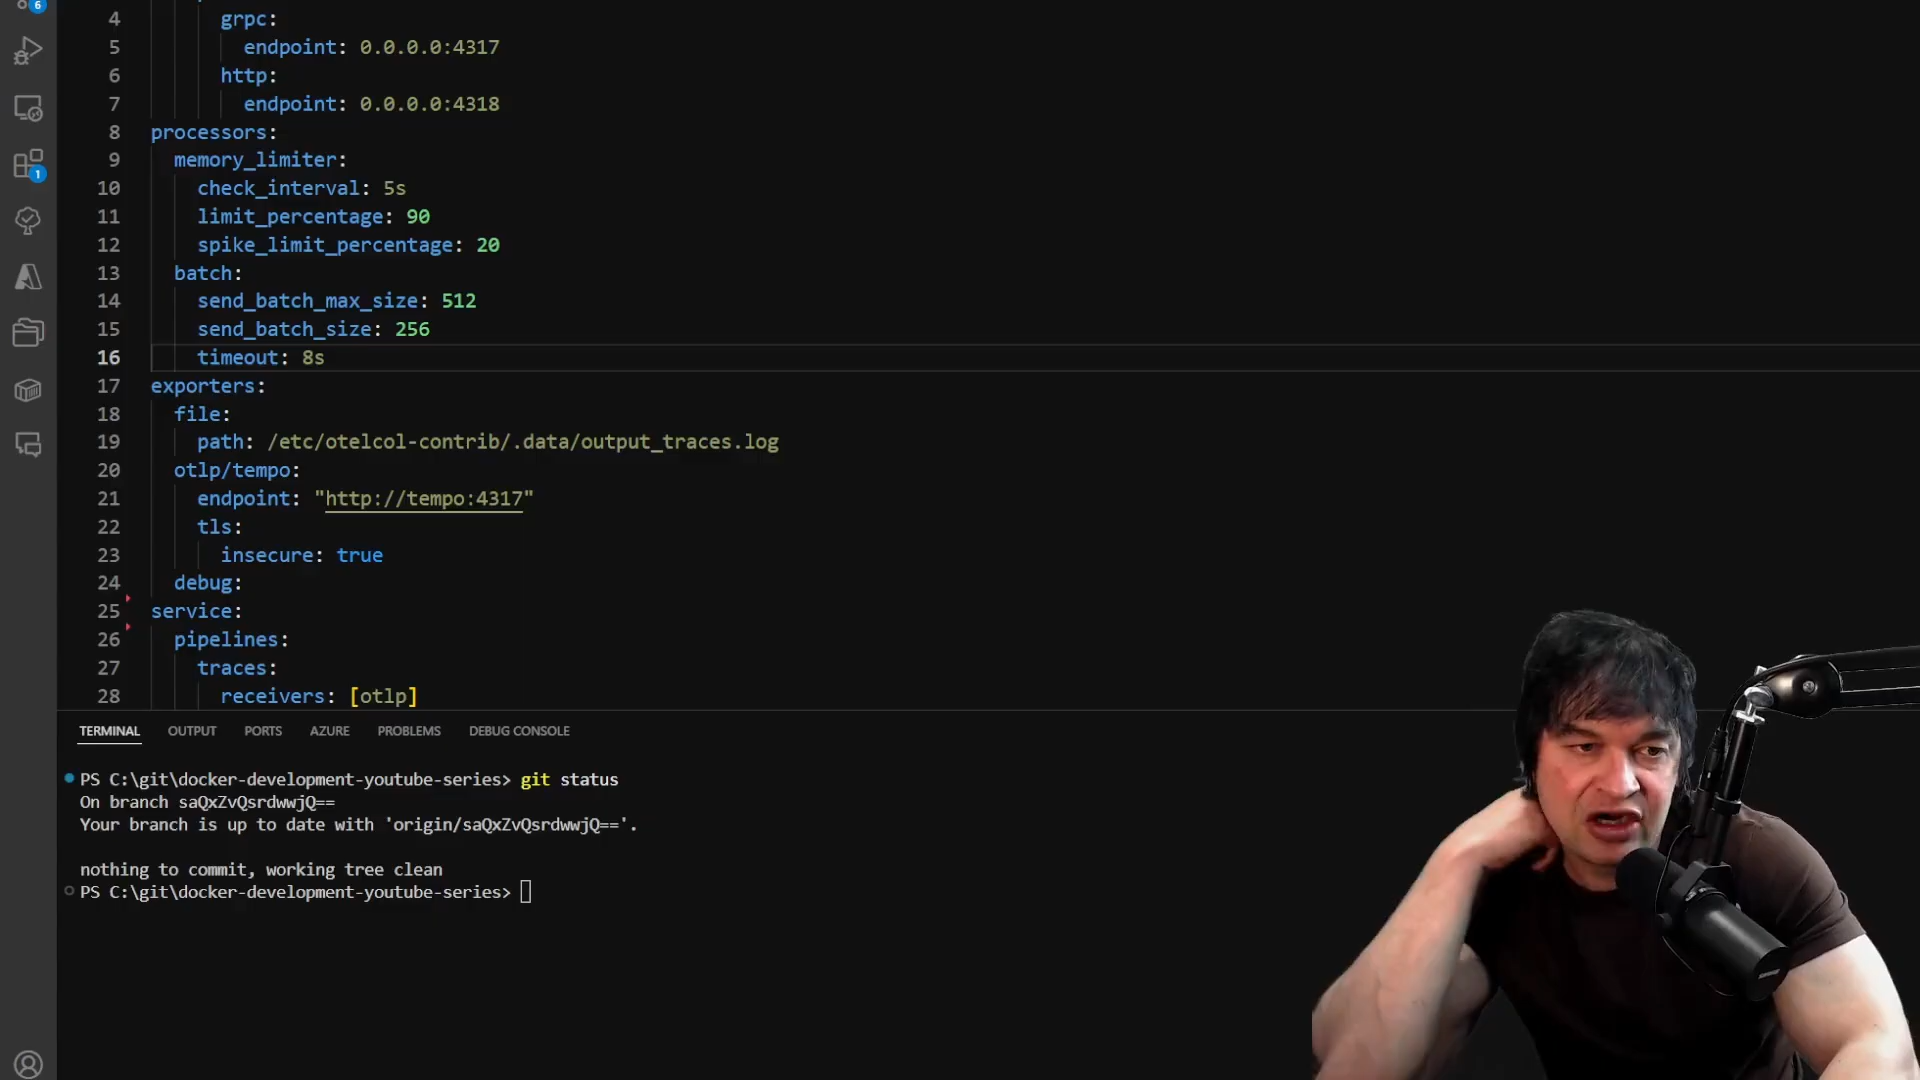 6
4 grpc:
5 endpoint: 0.0.0.0:4317
6 http:
7 endpoint: 0.0.0.0:4318
8 processors:
9 memory_limiter:
1
10 check_interval: 5s
11 limit_percentage: 90
12 spike_limit_percentage: 20
13 batch:
14 send_batch_max_size: 512
15 send_batch_size: 256
16 timeout: 8s
17 exporters:
18 file:
19 path: /etc/otelcol-contrib/.data/output_traces.log
20 otlp/tempo:
21 endpoint: "http://tempo:4317"
22 tls:
23 insecure: true
24 debug:
25 service:
26 pipelines:
27 traces:
28 receivers: [otlp]
TERMINAL OUTPUT PORTS AZURE PROBLEMS DEBUG CONSOLE
PS C:\git\docker-development-youtube-series> git status
On branch saQxZvQsrdwwjQ==
Your branch is up to date with 'origin/saQxZvQsrdwwjQ=='.
nothing to commit, working tree clean
PS C:\git\docker-development-youtube-series>